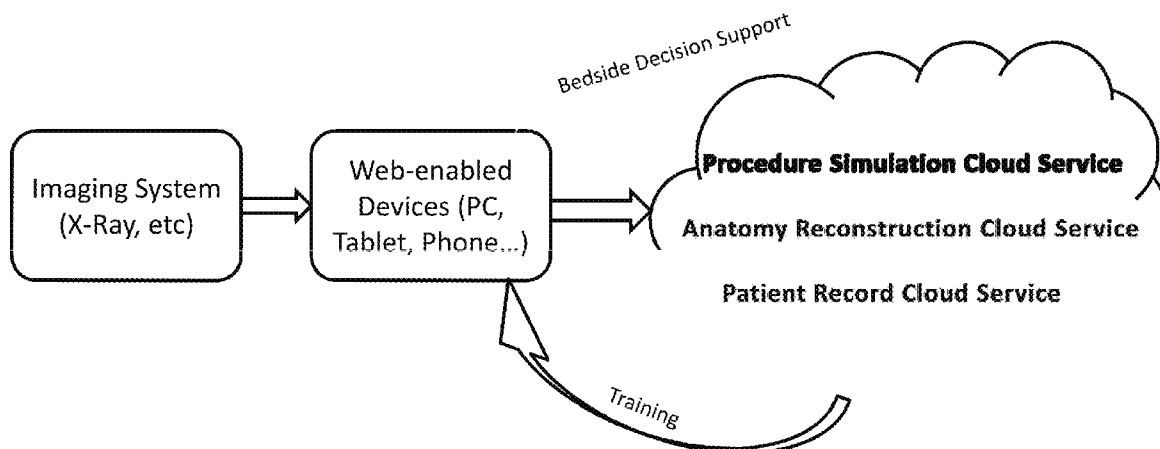 Bedside Decision Support
Imaging System
(X-Ray, etc)
Web-enabled
Devices (PC,
Tablet, Phone...)
Procedure Simulation Cloud Service
Anatomy Reconstruction Cloud Service
Patient Record Cloud Service
Training